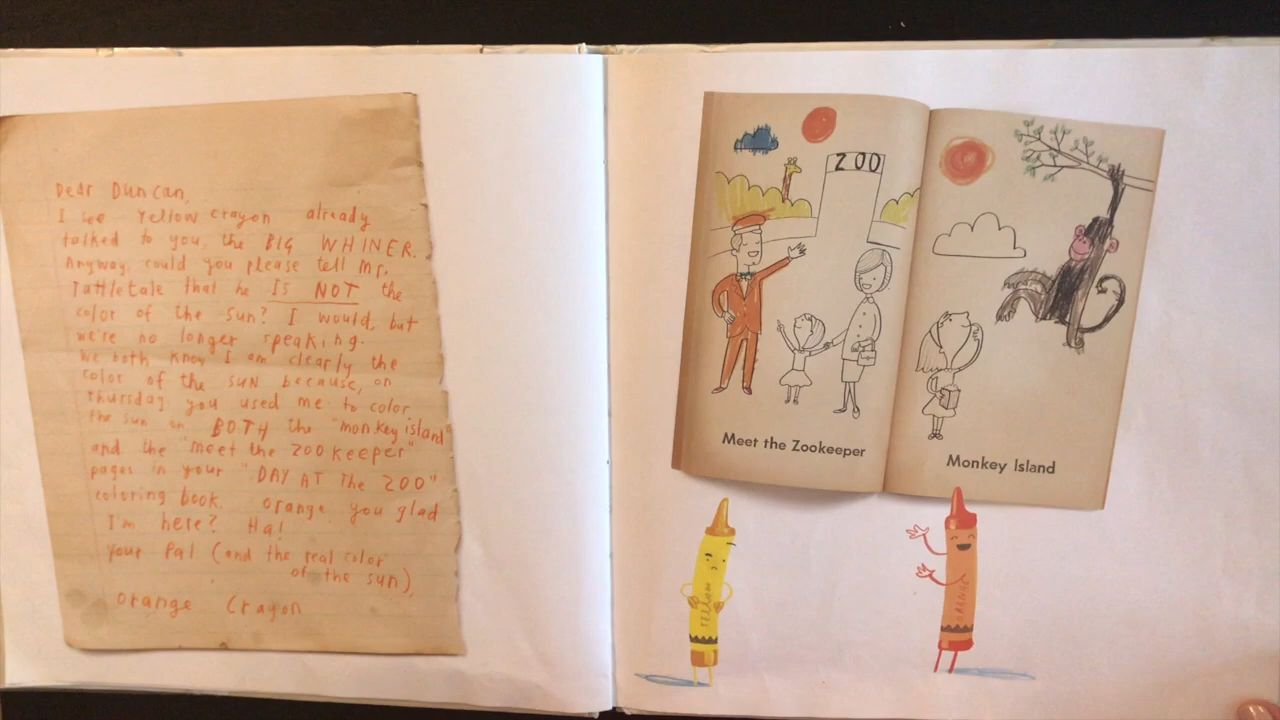 Dear Duncan,
I see Yellow crayon already
talked to you, the BIG WHINER.
Anyway, could you please tell Mr.
Tattletale that he IS NOT the
color of the sun? I would, but
we're no longer speaking.
We both know I am clearly the
color of the sun because, on
Thursday, you used me to color
the sun on BOTH the "monkey island"
and the "meet the zoo keeper"
pages in your "DAY AT The ZOO"
coloring book. Orange you glad
I'm here? Ha!
Your Pal (and the real color
of the sun),
Orange Crayon
ZOO
Meet the Zookeeper
Monkey Island
YELLOW
ORANGE